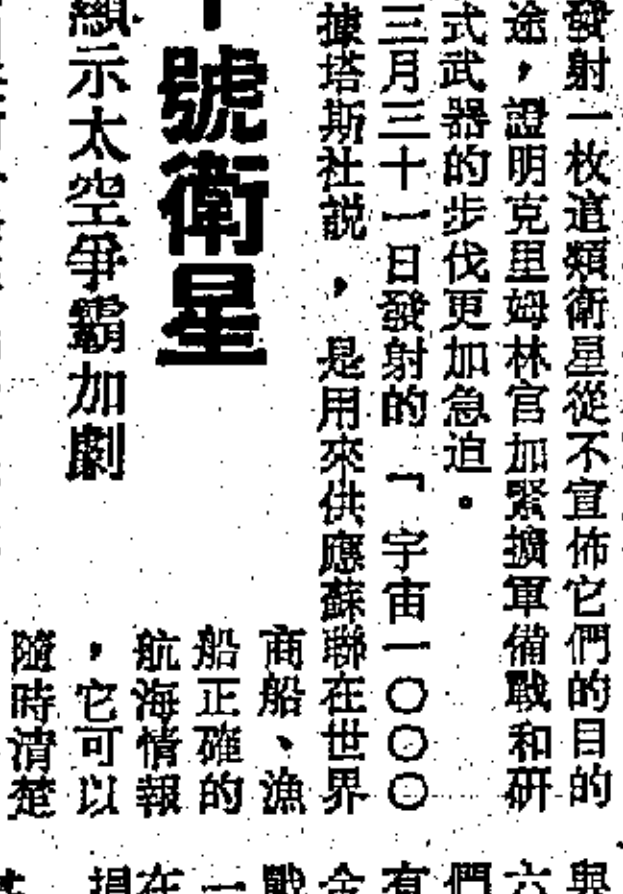 號衛星
顯示太空爭霸加劇
發射一枚這類衛星從不宣佈它們的目的
途，證明克里姆林宮加緊擴軍備戰和研
式武器的步伐更加急迫。
三月三十一日發射的「宇宙一〇〇〇
據塔斯社說，是用來供應蘇聯在世界
商船、漁
船正確的
航海情報
，它可以
隨時清楚